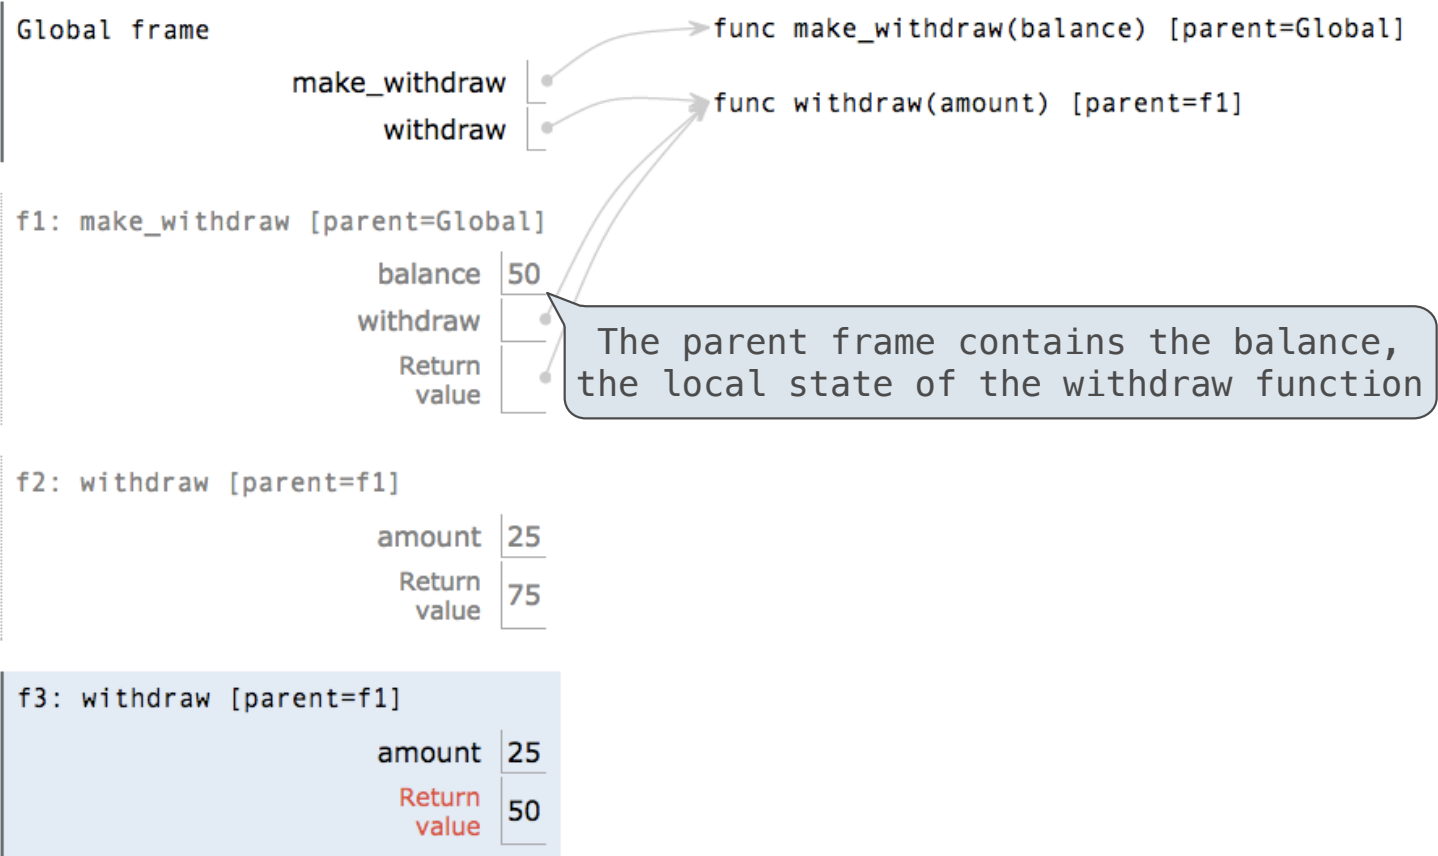 Global frame
func make_withdraw(balance) [parent=Global]
make_withdraw
func withdraw(amount) [parent=f1]
withdraw
f1: make_withdraw [parent=Global]
balance 50
withdraw
Return
value
The parent frame contains the balance,
the local state of the withdraw function
f2: withdraw [parent=f1]
amount 25
Return
value 75
f3: withdraw [parent=f1]
amount 25
Return
value 50